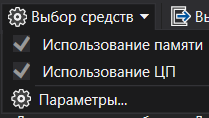 Выбор средств
Использование памяти
Использование ЦП
Параметры...